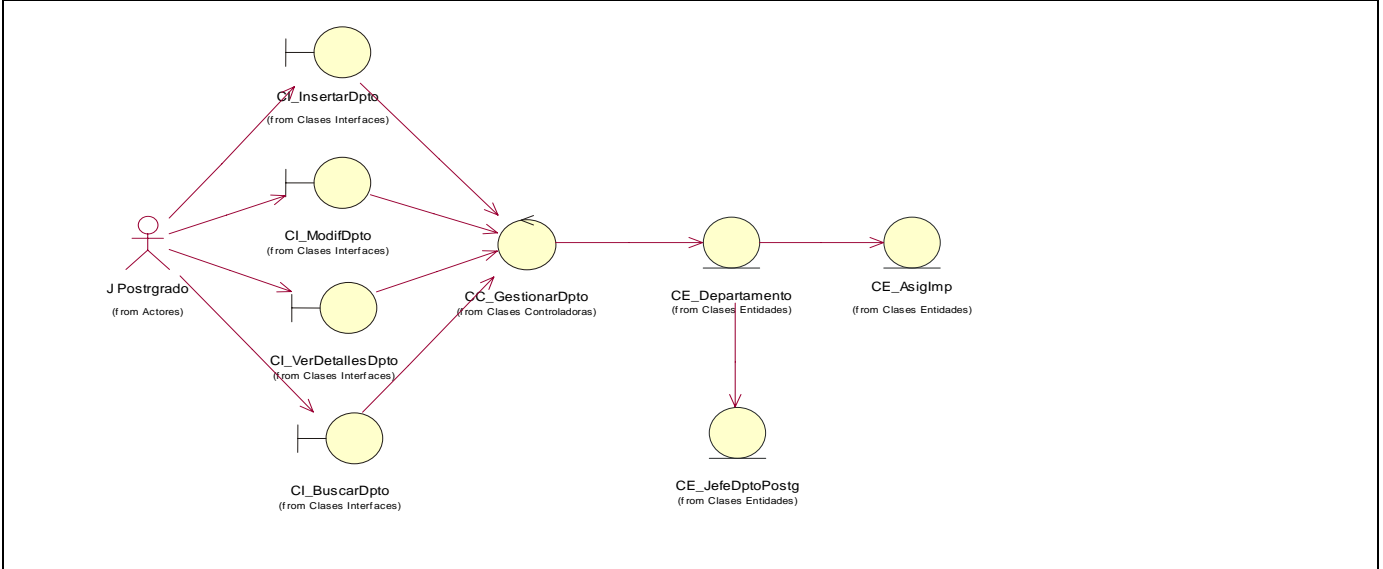 CI_InsertarDpto
(from Clases Interfaces)
CI_ModifDpto
(from Clases Interfaces)
J Postrgrado
(from Actores)
CC_GestionarDpto
(from Clases Controladoras)
CE_Departamento
(from Clases Entidades)
CE_AsigImp
(from Clases Entidades)
CI_VerDetallesDpto
(from Clases Interfaces)
CI_BuscarDpto
(from Clases Interfaces)
CE_JefeDptoPostg
(from Clases Entidades)